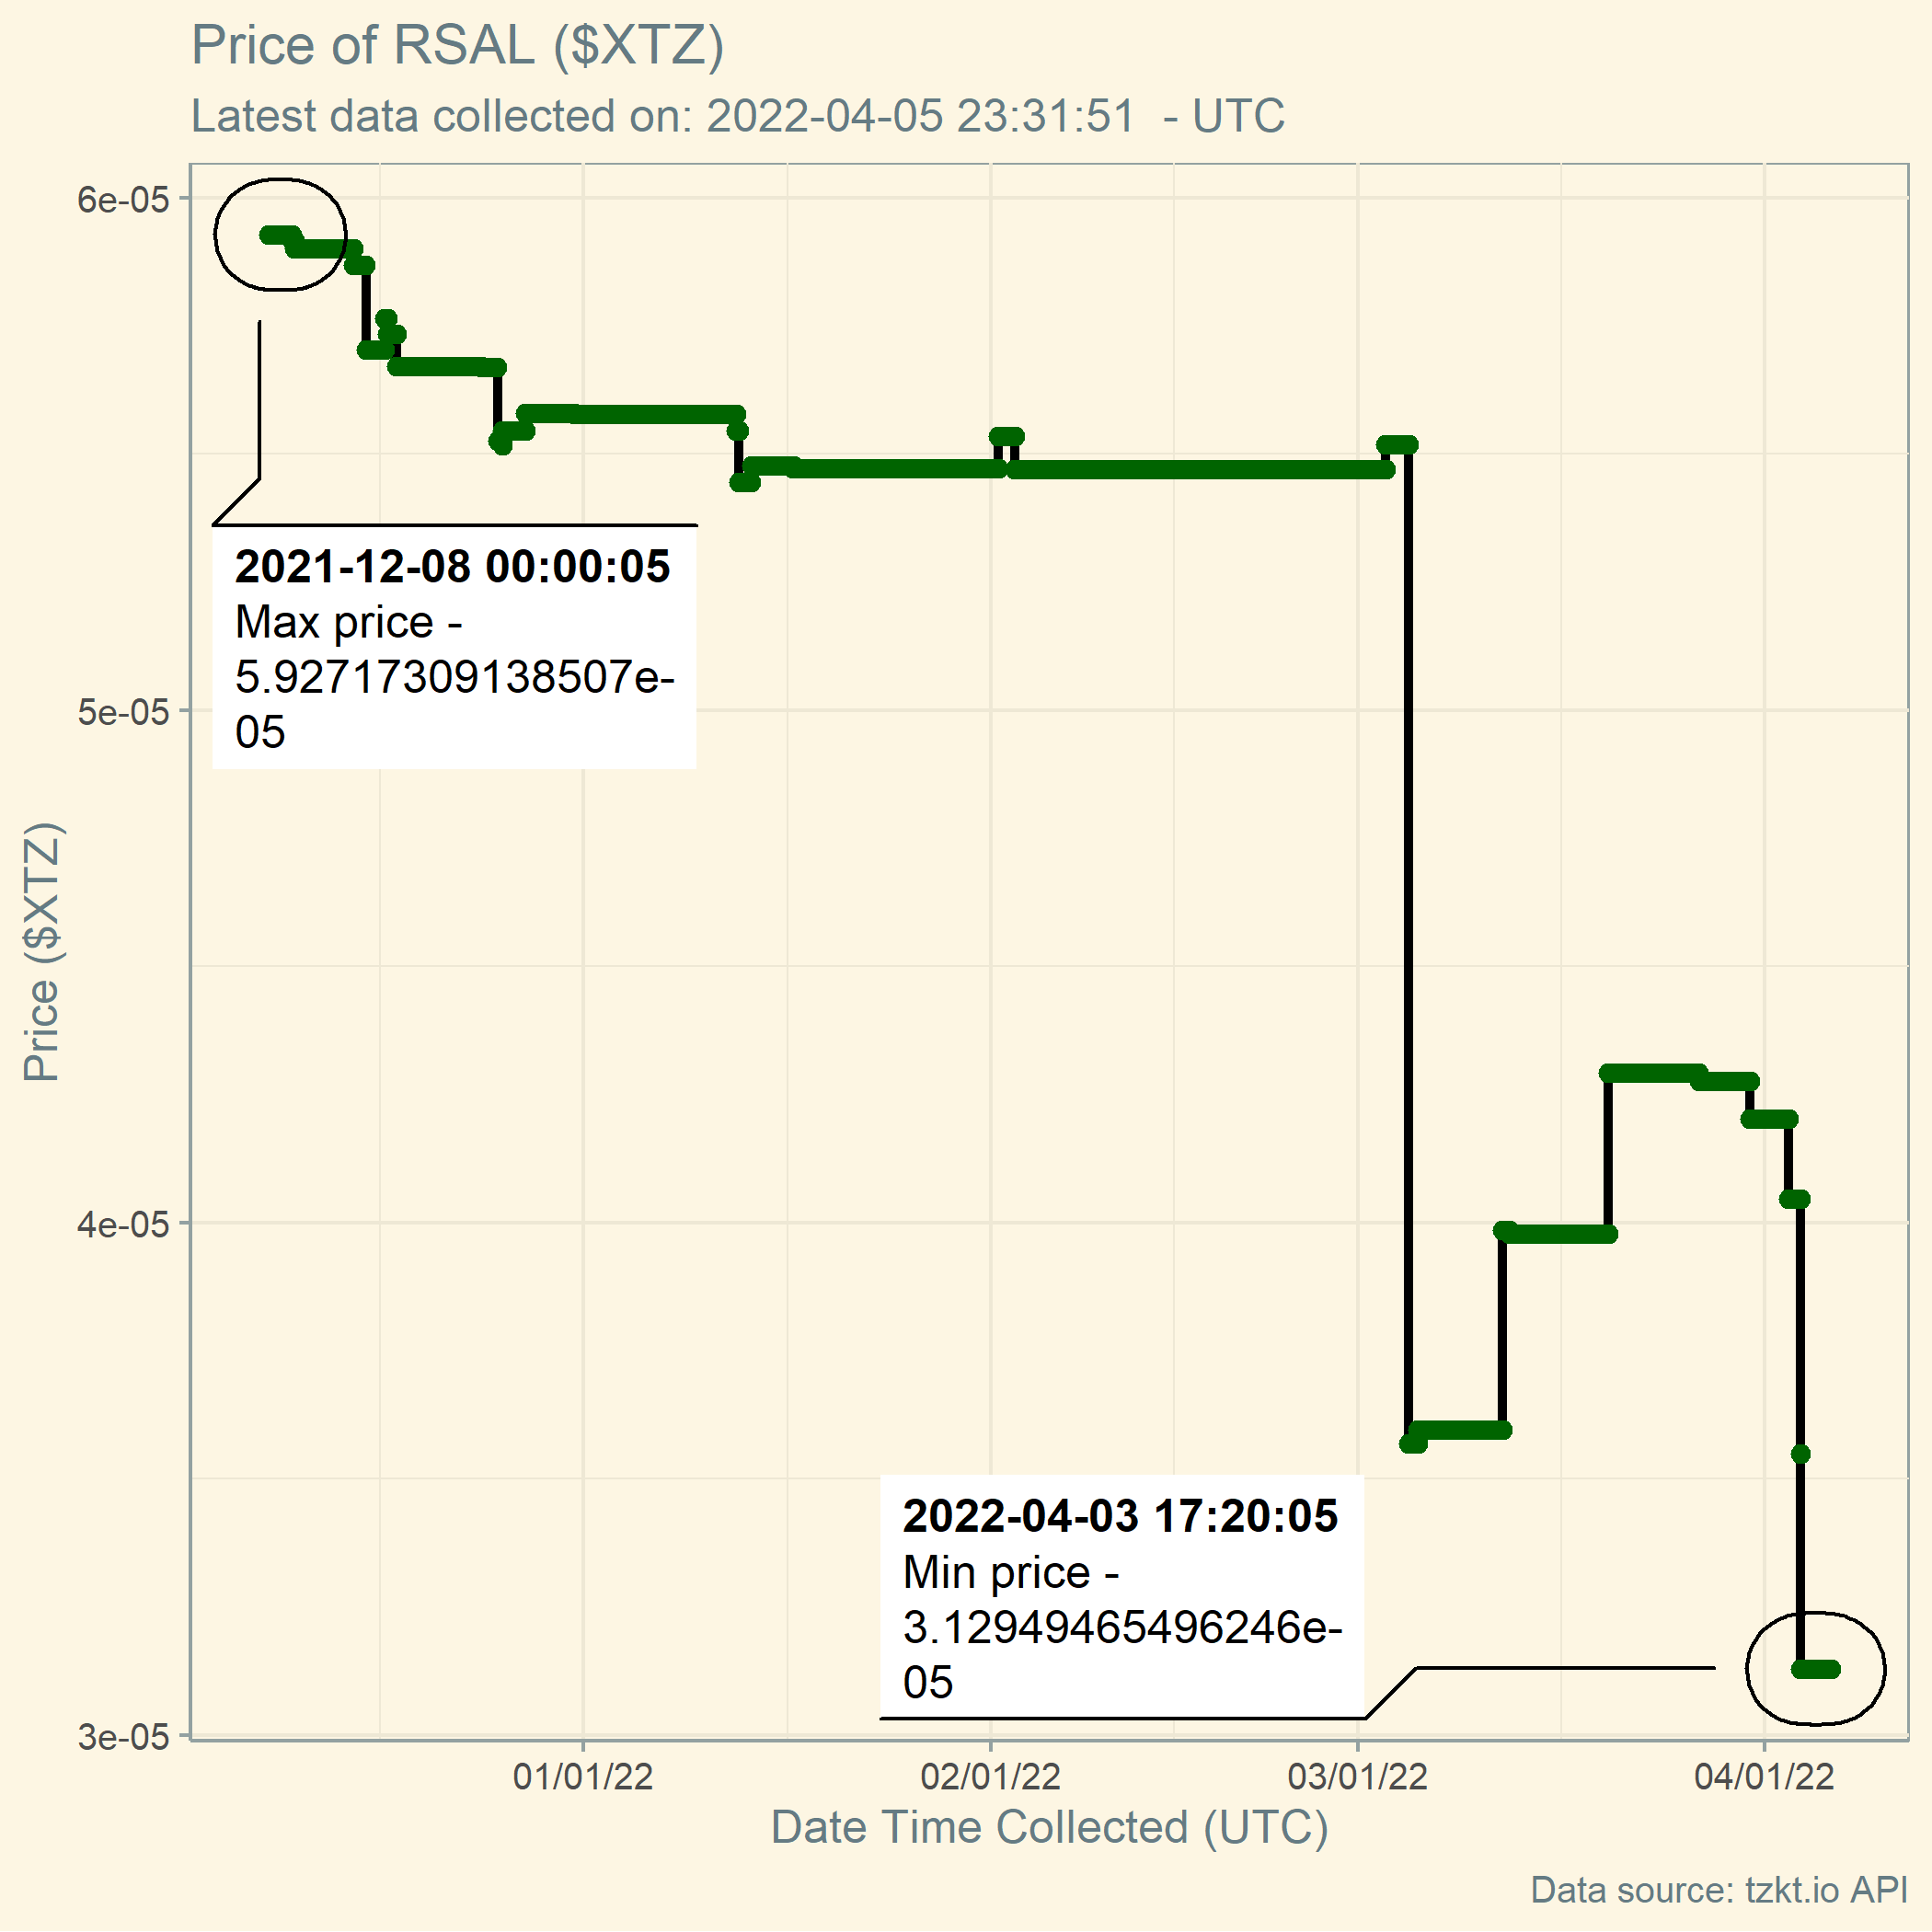 Price of RSAL ($XTZ)
Latest data collected on: 2022-04-05 23:31:51  - UTC
6e-05
5e-05
4e-05
3e-05
Price ($XTZ)
2021-12-08 00:00:05
Max price -
5.92717309138507e-
05
2022-04-03 17:20:05
Min price -
3.12949465496246e-
05
01/01/22
02/01/22
03/01/22
04/01/22
Date Time Collected (UTC)
Data source: tzkt.io API